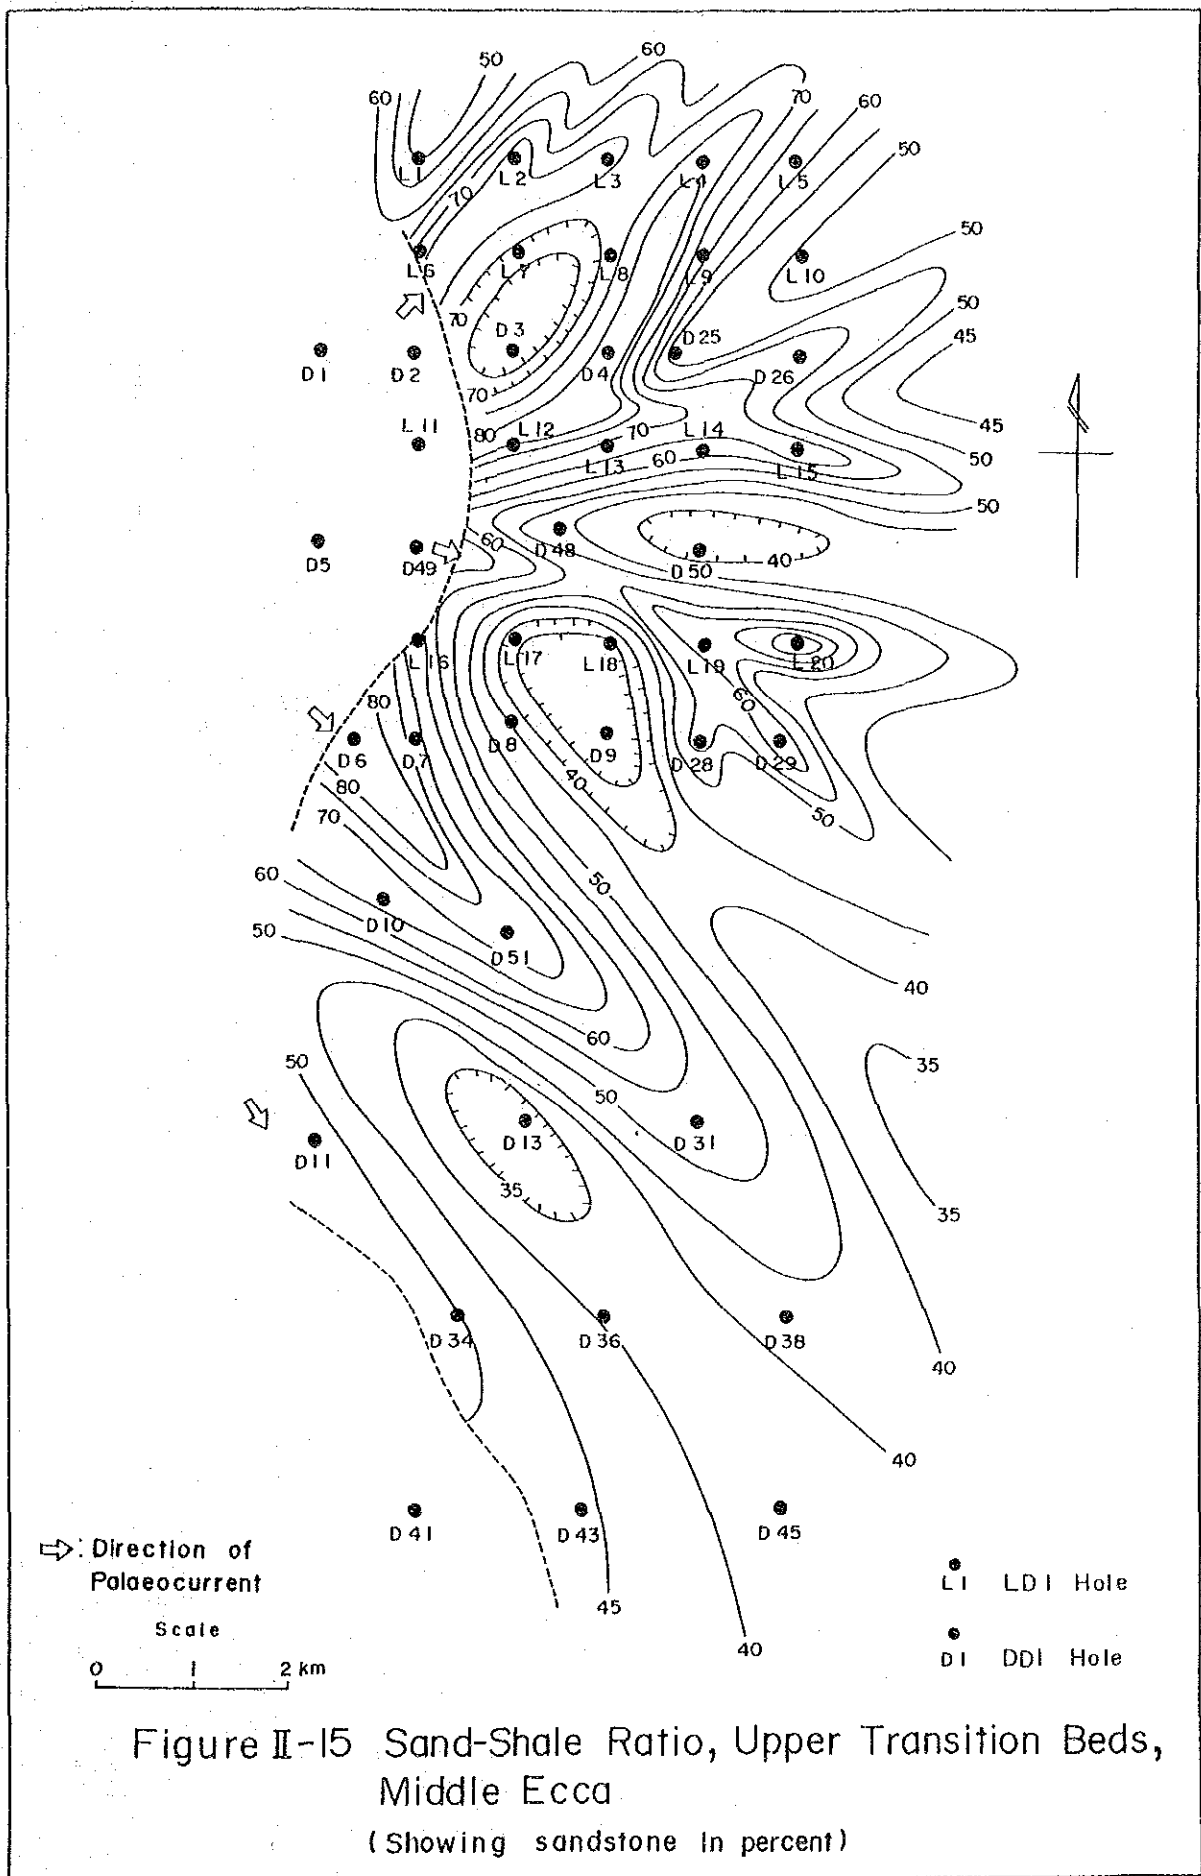 50
60
60
70
60
50
L1
L2
L3
L4
L5
70
50
L6
L7
L8
L9
L10
70
50
D3
D25
45
D1
D2
D4
D26
70
80
L12
70
L14
45
L11
L13
60
L15
50
50
60
D5
D49
D48
D50
40
L16
L17
L18
L19
L20
80
60
D6
D7
D8
D9
D28
D29
80
40
70
50
60
50
D10
50
D51
40
60
35
50
50
D13
D31
D11
35
35
D34
D36
D38
40
40
D41
D43
D45
⇨: Direction of
Palaeocurrent
L1 LD1 Hole
45
Scale
40
D1 DD1 Hole
0 1 2 km
Figure II-15 Sand-Shale Ratio, Upper Transition Beds,
Middle Ecca
(Showing sandstone in percent)